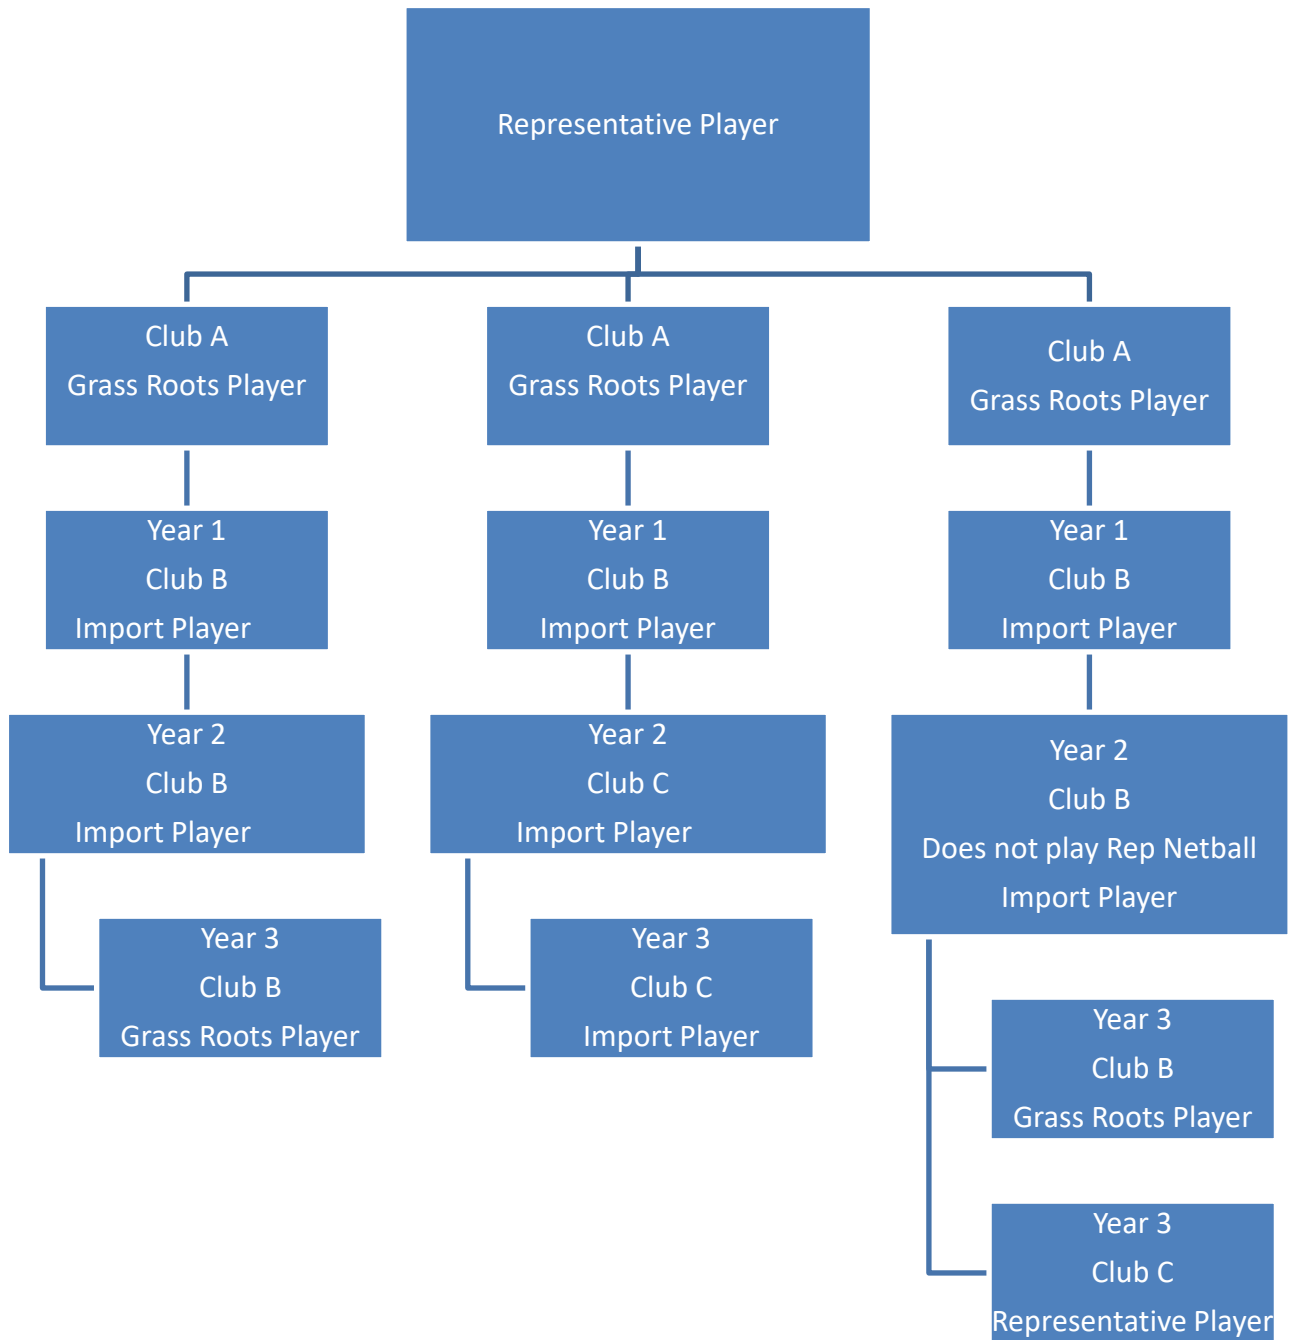 Representative Player
Club A
Grass Roots Player
Year 1
Club B
Import Player
Year 2
Club B
Import Player
Year 3
Club B
Grass Roots Player
Club A
Grass Roots Player
Year 1
Club B
Import Player
Year 2
Club C
Import Player
Year 3
Club C
Import Player
Club A
Grass Roots Player
Year 1
Club B
Import Player
Year 2
Club B
Does not play Rep Netball
Import Player
Year 3
Club B
Grass Roots Player
Year 3
Club C
Representative Player